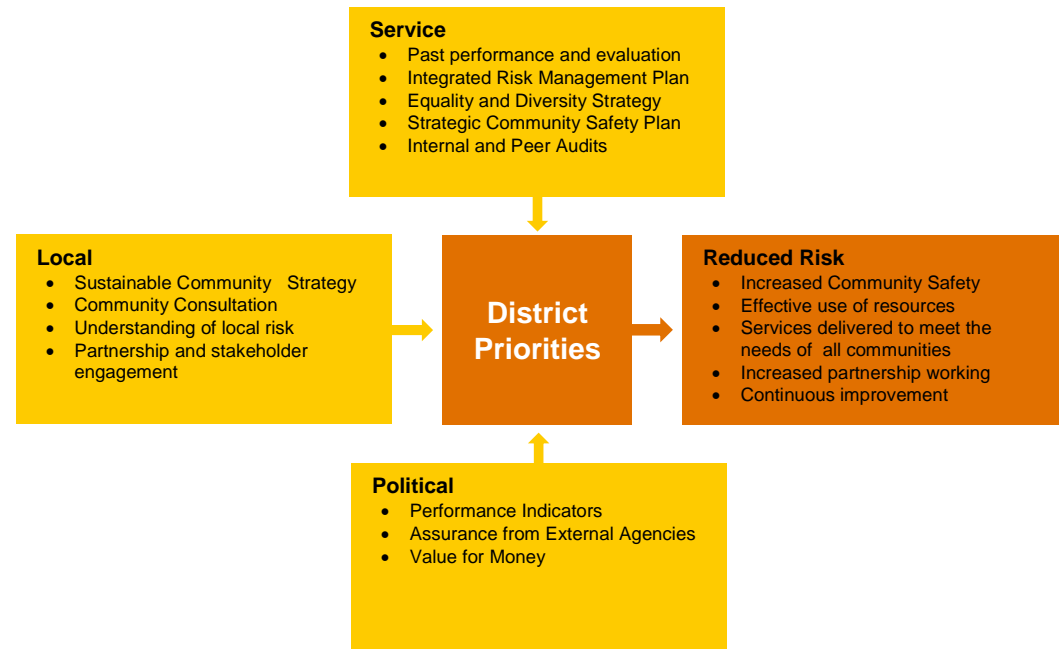 Service
• Past performance and evaluation
• Integrated Risk Management Plan
• Equality and Diversity Strategy
• Strategic Community Safety Plan
• Internal and Peer Audits
Local
• Sustainable Community Strategy
• Community Consultation
• Understanding of local risk
• Partnership and stakeholder
engagement
District
Priorities
Reduced Risk
• Increased Community Safety
• Effective use of resources
• Services delivered to meet the
needs of all communities
• Increased partnership working
• Continuous improvement
Political
• Performance Indicators
• Assurance from External Agencies
• Value for Money